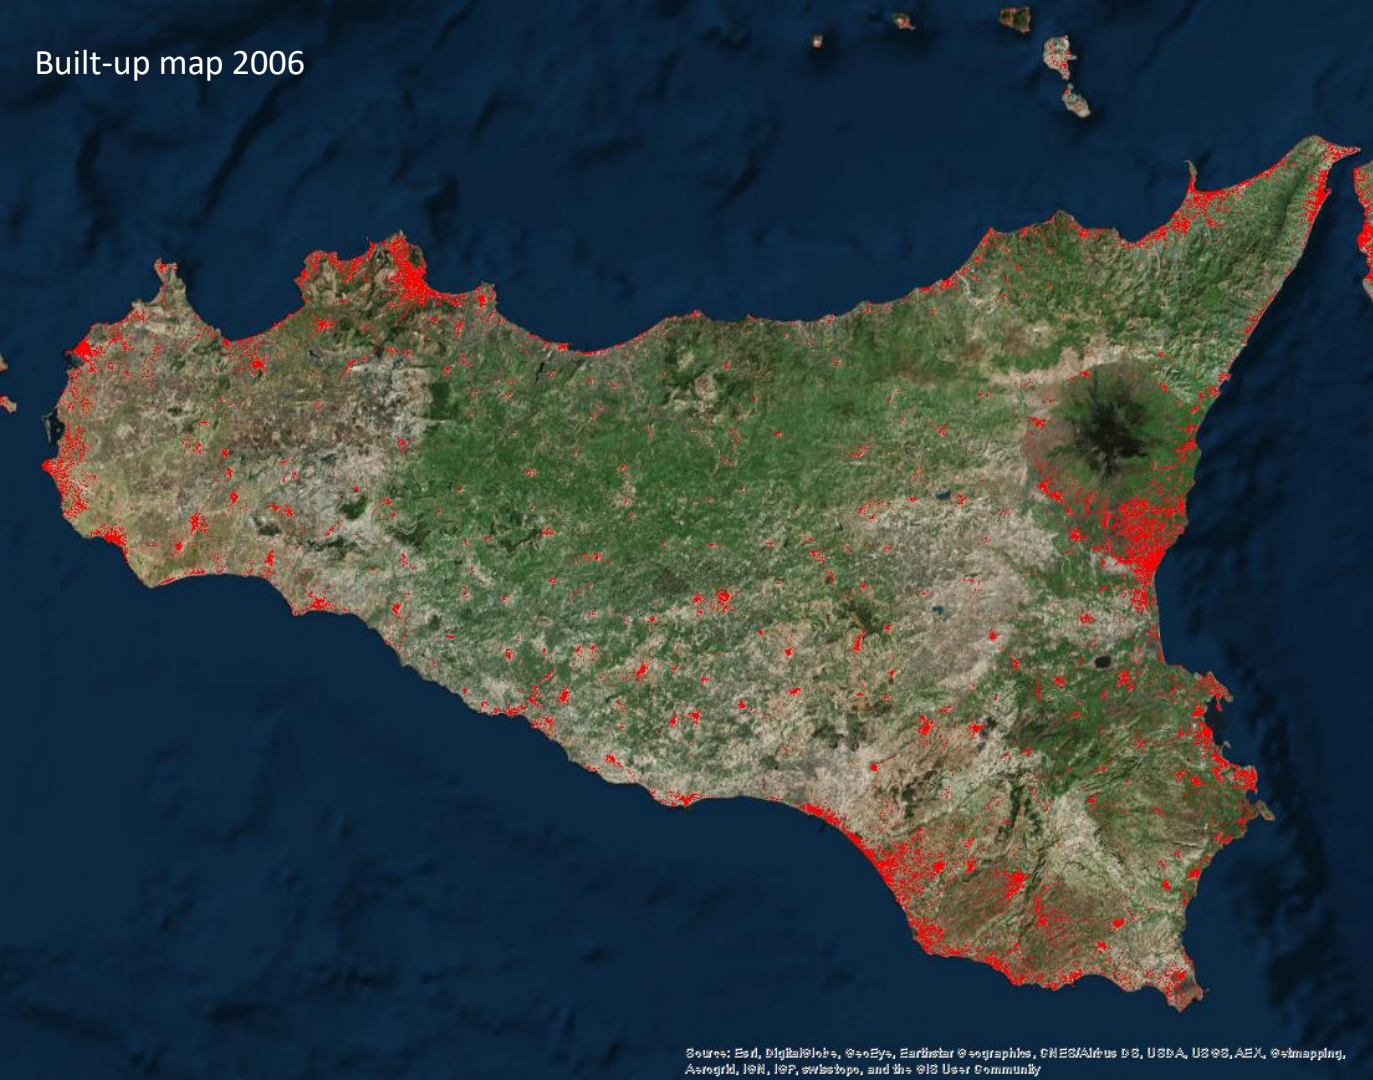 Built-up map 2006
Source: Esri, DigitalGlobe, GeoEye, Earthstar Geographics, CNES/Airbus DS, USDA, USGS, AEX, Getmapping,
Aerogrid, IGN, IGP, swisstopo, and the GIS User Community